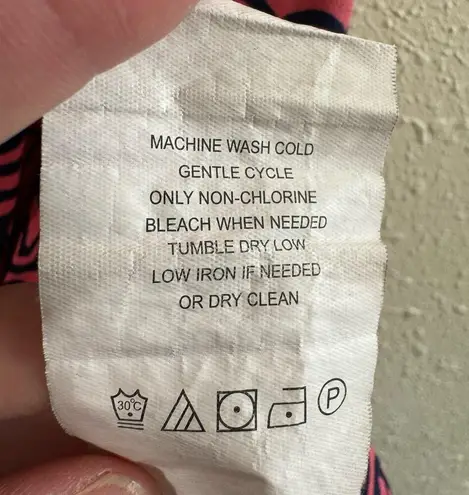 MACHINE WASH COLD
GENTLE CYCLE
ONLY NON-CHLORINE
BLEACH WHEN NEEDED
TUMBLE DRY LOW
LOW IRON IF NEEDED
OR DRY CLEAN
30°C P